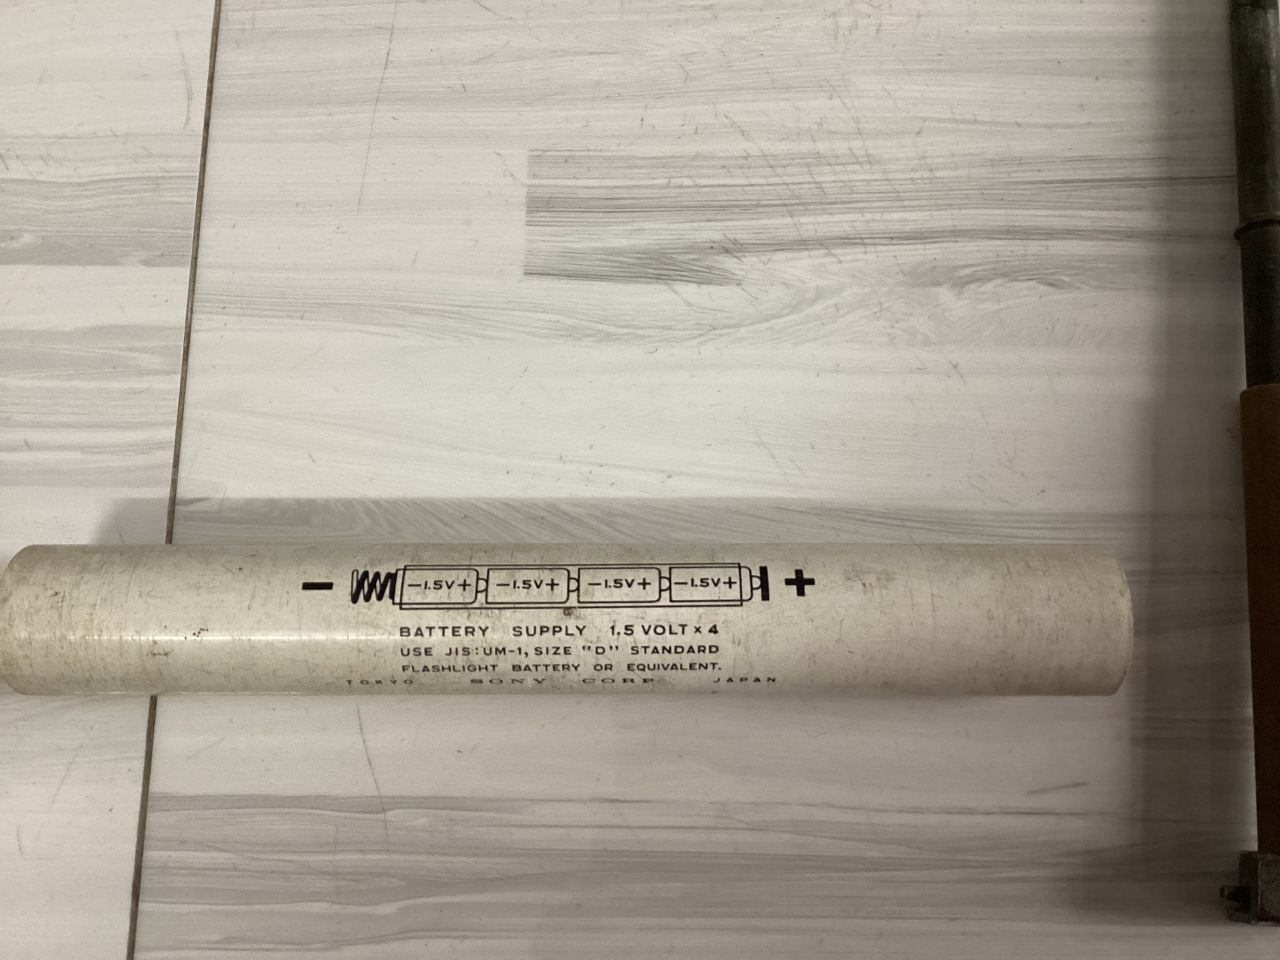 − −1.5V+ −1.5V+ −1.5V+ −1.5V+ +
BATTERY SUPPLY 1.5 VOLT × 4
USE JIS:UM-1, SIZE "D" STANDARD
FLASHLIGHT BATTERY OR EQUIVALENT.
TOKYO SONY CORP JAPAN